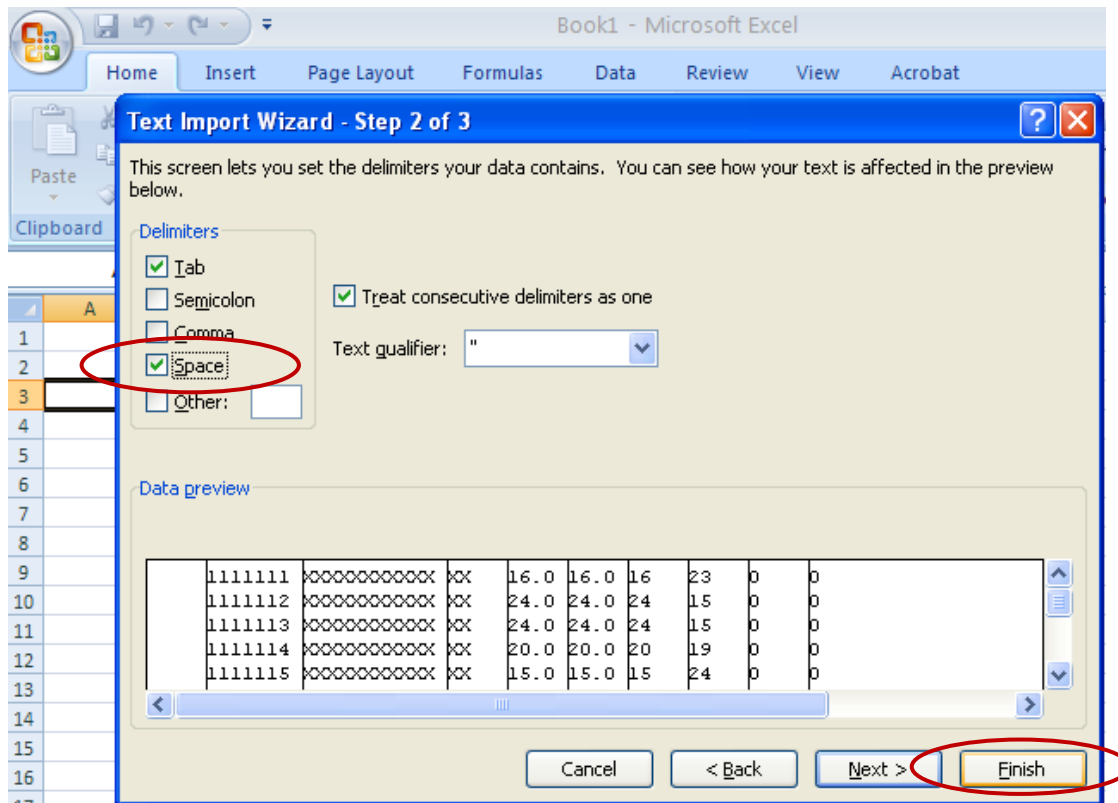 Book1 - Microsoft Excel
Home Insert Page Layout Formulas Data Review View Acrobat
Text Import Wizard - Step 2 of 3
This screen lets you set the delimiters your data contains. You can see how your text is affected in the preview
below.
Paste
Clipboard
Delimiters
Tab
Semicolon
Treat consecutive delimiters as one
Comma
Text qualifier: "
Space
Other:
A
1
2
3
4
5
6
7
8
9
10
11
12
13
14
15
16
Data preview
1111111 XXXXXXXXXXX XX 16.0 16.0 16 23 0 0
1111112 XXXXXXXXXXX XX 24.0 24.0 24 15 0 0
1111113 XXXXXXXXXXX XX 24.0 24.0 24 15 0 0
1111114 XXXXXXXXXXX XX 20.0 20.0 20 19 0 0
1111115 XXXXXXXXXXX XX 15.0 15.0 15 24 0 0
Cancel < Back Next > Finish